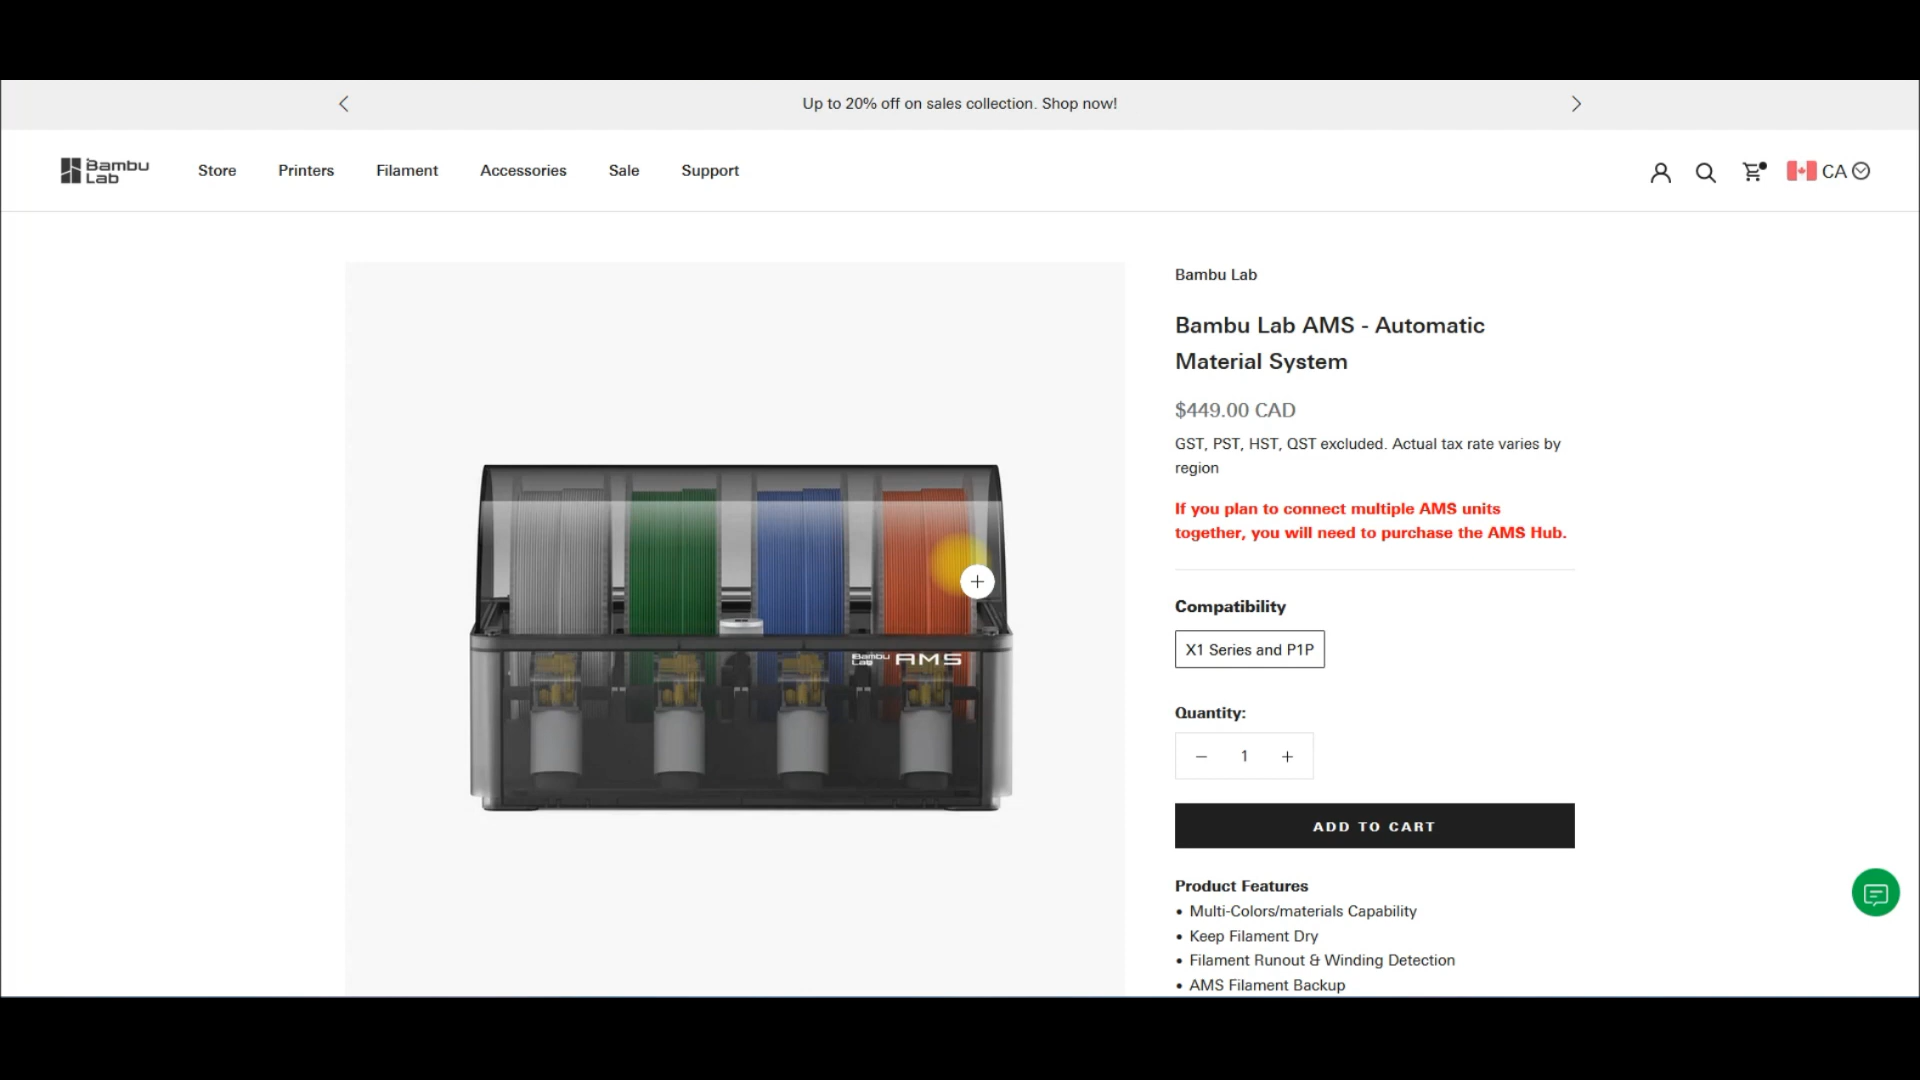 Up to 20% off on sales collection. Shop now!
Bambu
Lab
Store
Printers
Filament
Accessories
Sale
Support
CA
Bambu Lab
Bambu Lab AMS - Automatic
Material System
$449.00 CAD
GST, PST, HST, QST excluded. Actual tax rate varies by
region
If you plan to connect multiple AMS units
together, you will need to purchase the AMS Hub.
Compatibility
X1 Series and P1P
Quantity:
− 1 +
ADD TO CART
Product Features
• Multi-Colors/materials Capability
• Keep Filament Dry
• Filament Runout & Winding Detection
• AMS Filament Backup
Bambu
Lab AMS